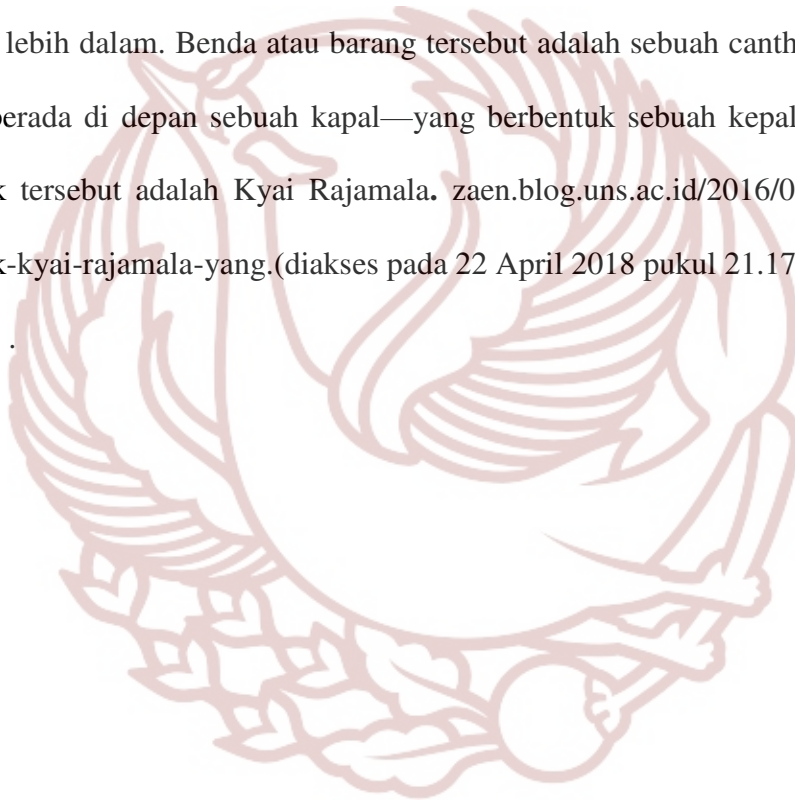 lebih dalam. Benda atau barang tersebut adalah sebuah canth
berada di depan sebuah kapal—yang berbentuk sebuah kepal
k tersebut adalah Kyai Rajamala. zaen.blog.uns.ac.id/2016/0
k-kyai-rajamala-yang.(diakses pada 22 April 2018 pukul 21.17
.